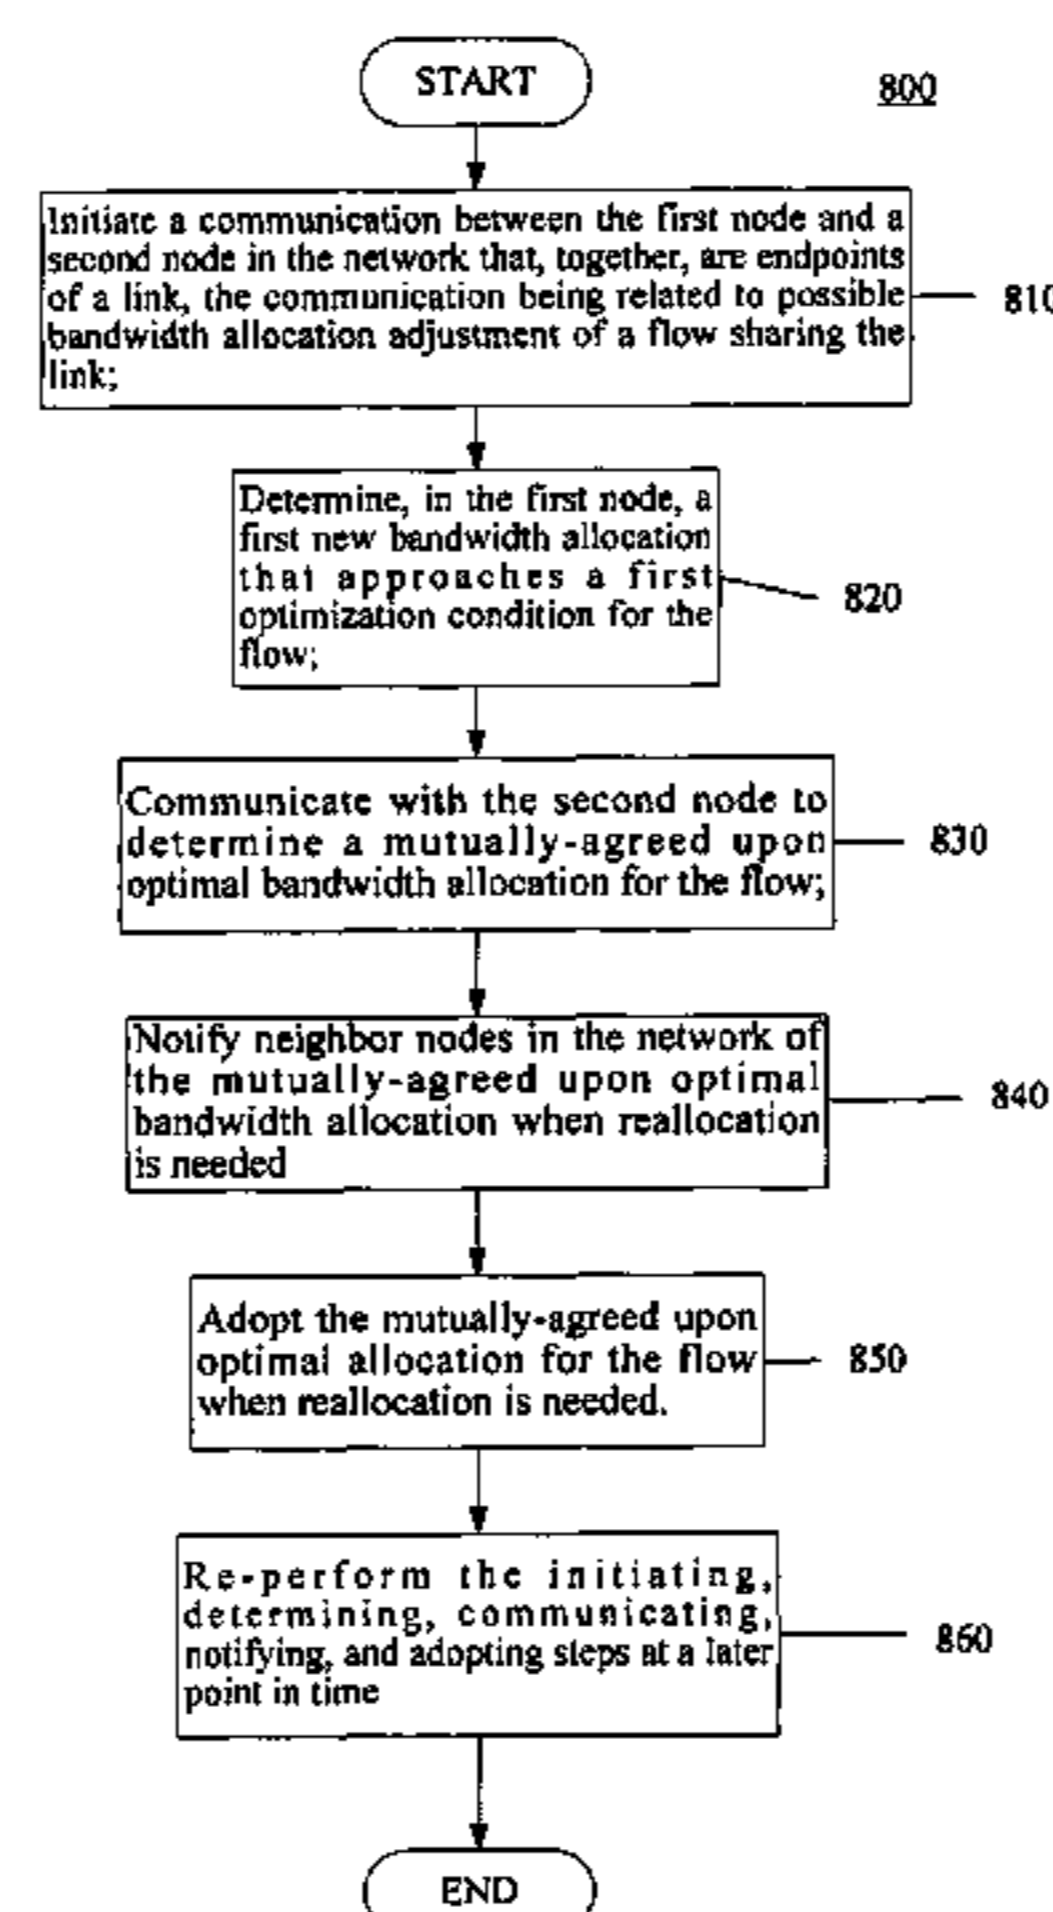 START
800
Initiate a communication between the first node and a
second node in the network that, together, are endpoints
of a link, the communication being related to possible
bandwidth allocation adjustment of a flow sharing the
link;
810
Determine, in the first node, a
first new bandwidth allocation
that approaches a first
optimization condition for the
flow;
820
Communicate with the second node to
determine a mutually-agreed upon
optimal bandwidth allocation for the flow;
830
Notify neighbor nodes in the network of
the mutually-agreed upon optimal
bandwidth allocation when reallocation
is needed
840
Adopt the mutually-agreed upon
optimal allocation for the flow
when reallocation is needed.
850
Re-perform the initiating,
determining, communicating,
notifying, and adopting steps at a later
point in time
860
END